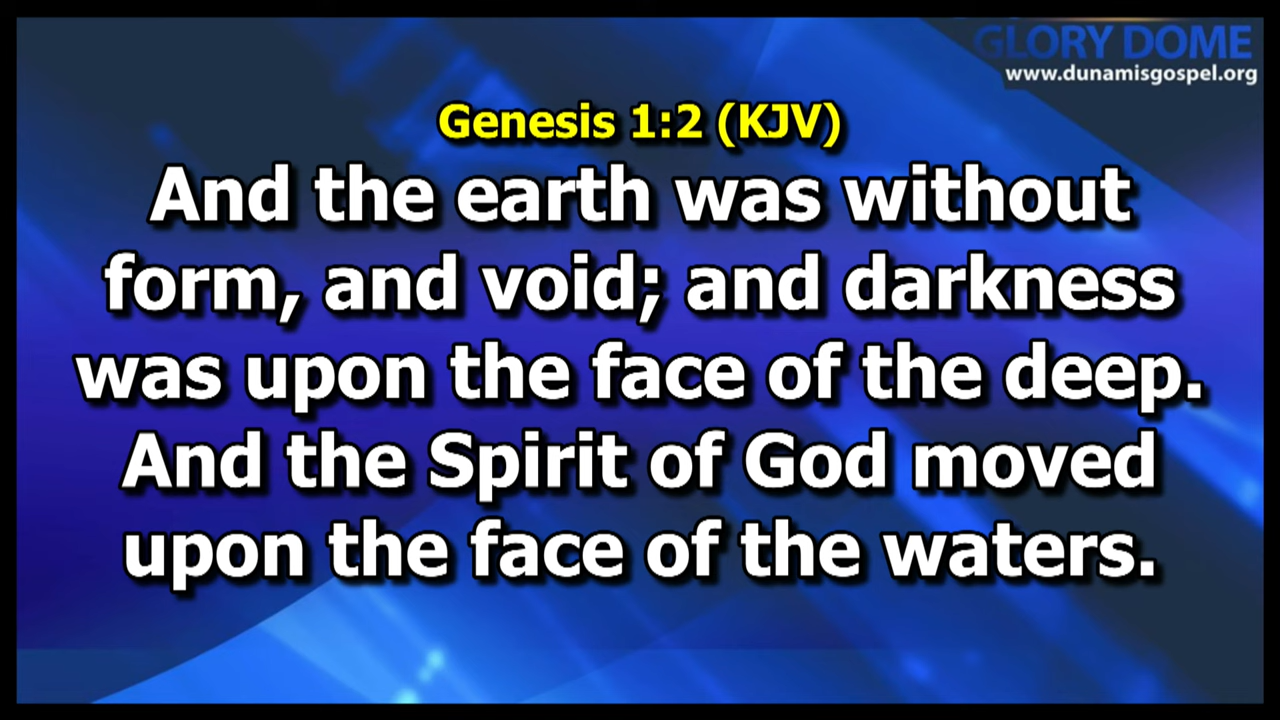 GLORY DOME
www.dunamisgospel.org
Genesis 1:2 (KJV)
And the earth was without
form, and void; and darkness
was upon the face of the deep.
And the Spirit of God moved
upon the face of the waters.